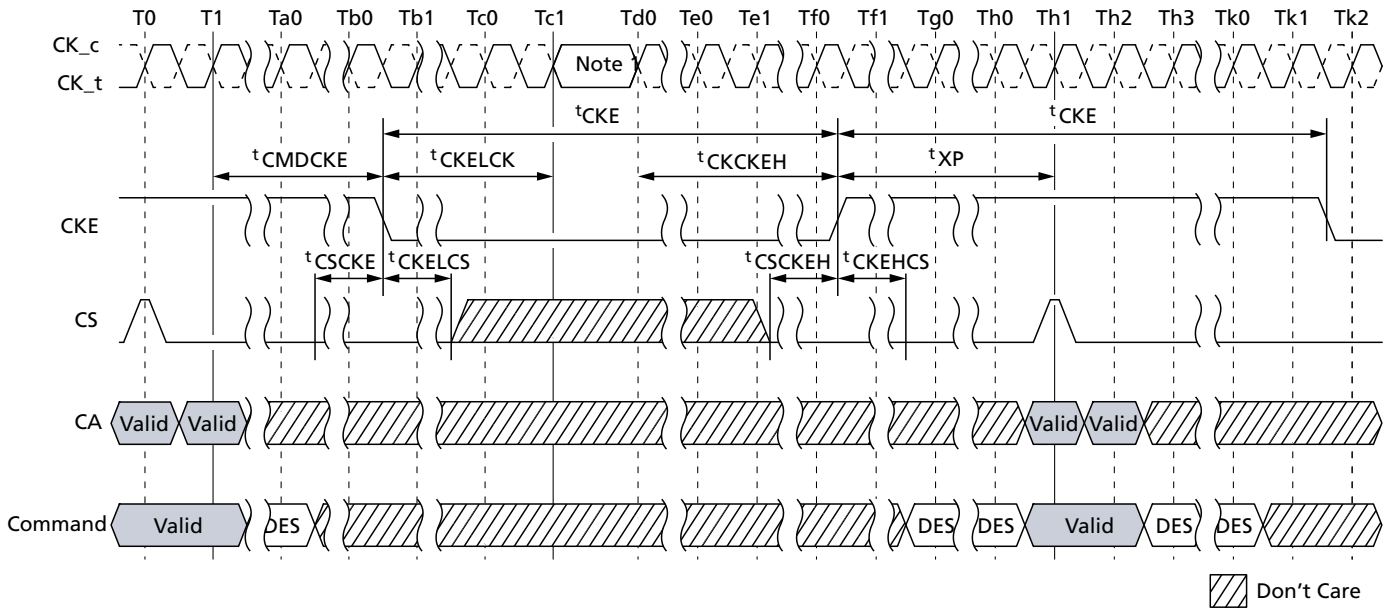 T0 T1 Ta0 Tb0 Tb1 Tc0 Tc1 Td0 Te0 Te1 Tf0 Tf1 Tg0 Th0 Th1 Th2 Th3 Tk0 Tk1 Tk2
CK_c
CK_t
Note 1
tCKE tCKE
tCMDCKE tCKELCK tCKCKEH tXP
CKE
tCSCKE tCKELCS tCSCKEH tCKEHCS
CS
CA Valid Valid Valid Valid
Command Valid DES DES DES Valid DES DES
Don't Care